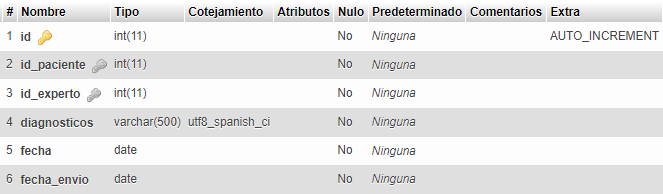 # Nombre Tipo Cotejamiento Atributos Nulo Predeterminado Comentarios Extra
1 id int(11) No Ninguna AUTO_INCREMENT
2 id_paciente int(11) No Ninguna
3 id_experto int(11) No Ninguna
4 diagnosticos varchar(500) utf8_spanish_ci No Ninguna
5 fecha date No Ninguna
6 fecha_envio date No Ninguna